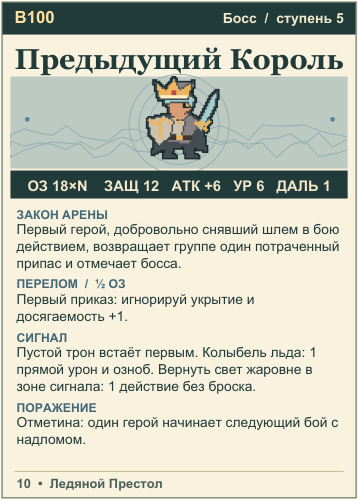 B100
Босс / ступень 5
Предыдущий Король
ОЗ 18×N ЗАЩ 12 АТК +6 УР 6 ДАЛЬ 1
ЗАКОН АРЕНЫ
Первый герой, добровольно снявший шлем в бою
действием, возвращает группе один потраченный
припас и отмечает босса.
ПЕРЕЛОМ / ½ ОЗ
Первый приказ: игнорируй укрытие и
досягаемость +1.
СИГНАЛ
Пустой трон встаёт первым. Колыбель льда: 1
прямой урон и озноб. Вернуть свет жаровне в
зоне сигнала: 1 действие без броска.
ПОРАЖЕНИЕ
Отметина: один герой начинает следующий бой с
надломом.
10 • Ледяной Престол